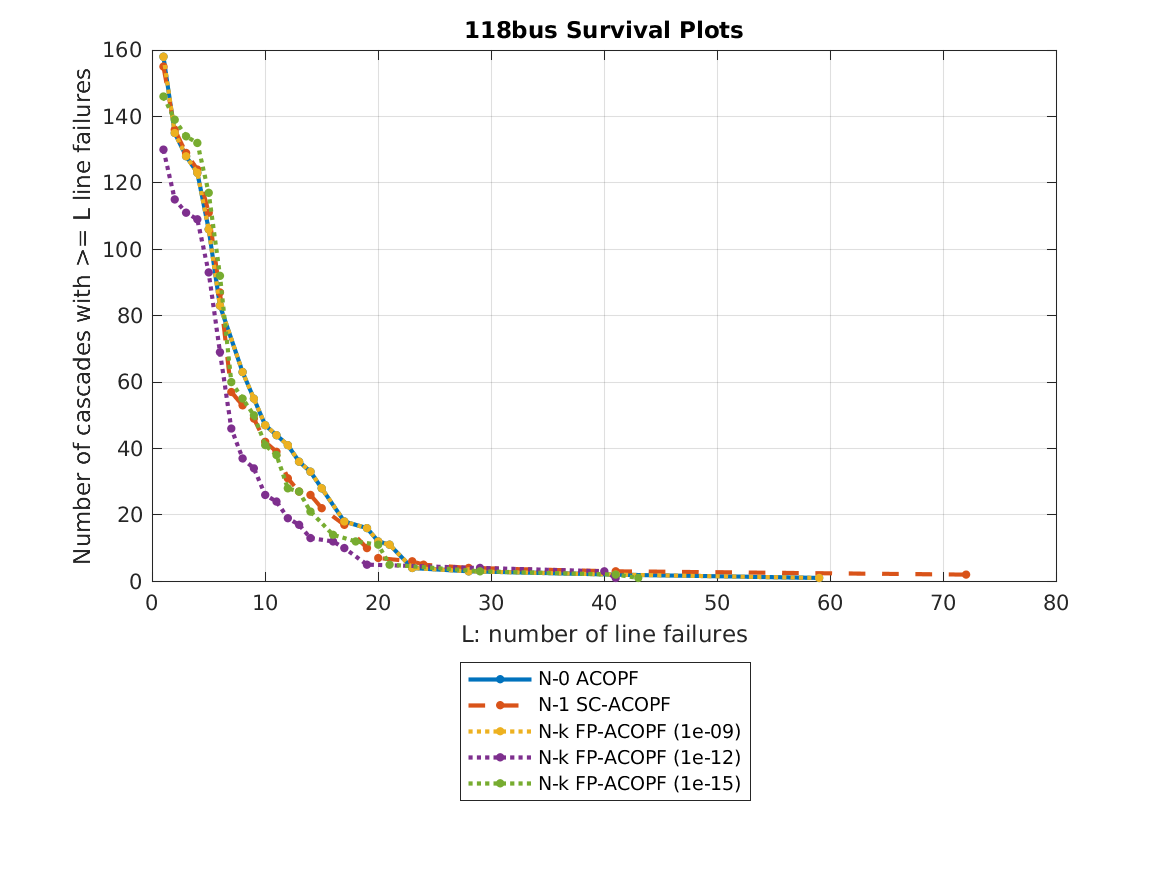 118bus Survival Plots
Number of cascades with >= L line failures
160
140
120
100
80
60
40
20
0
0 10 20 30 40 50 60 70 80
L: number of line failures
N-0 ACOPF
N-1 SC-ACOPF
N-k FP-ACOPF (1e-09)
N-k FP-ACOPF (1e-12)
N-k FP-ACOPF (1e-15)